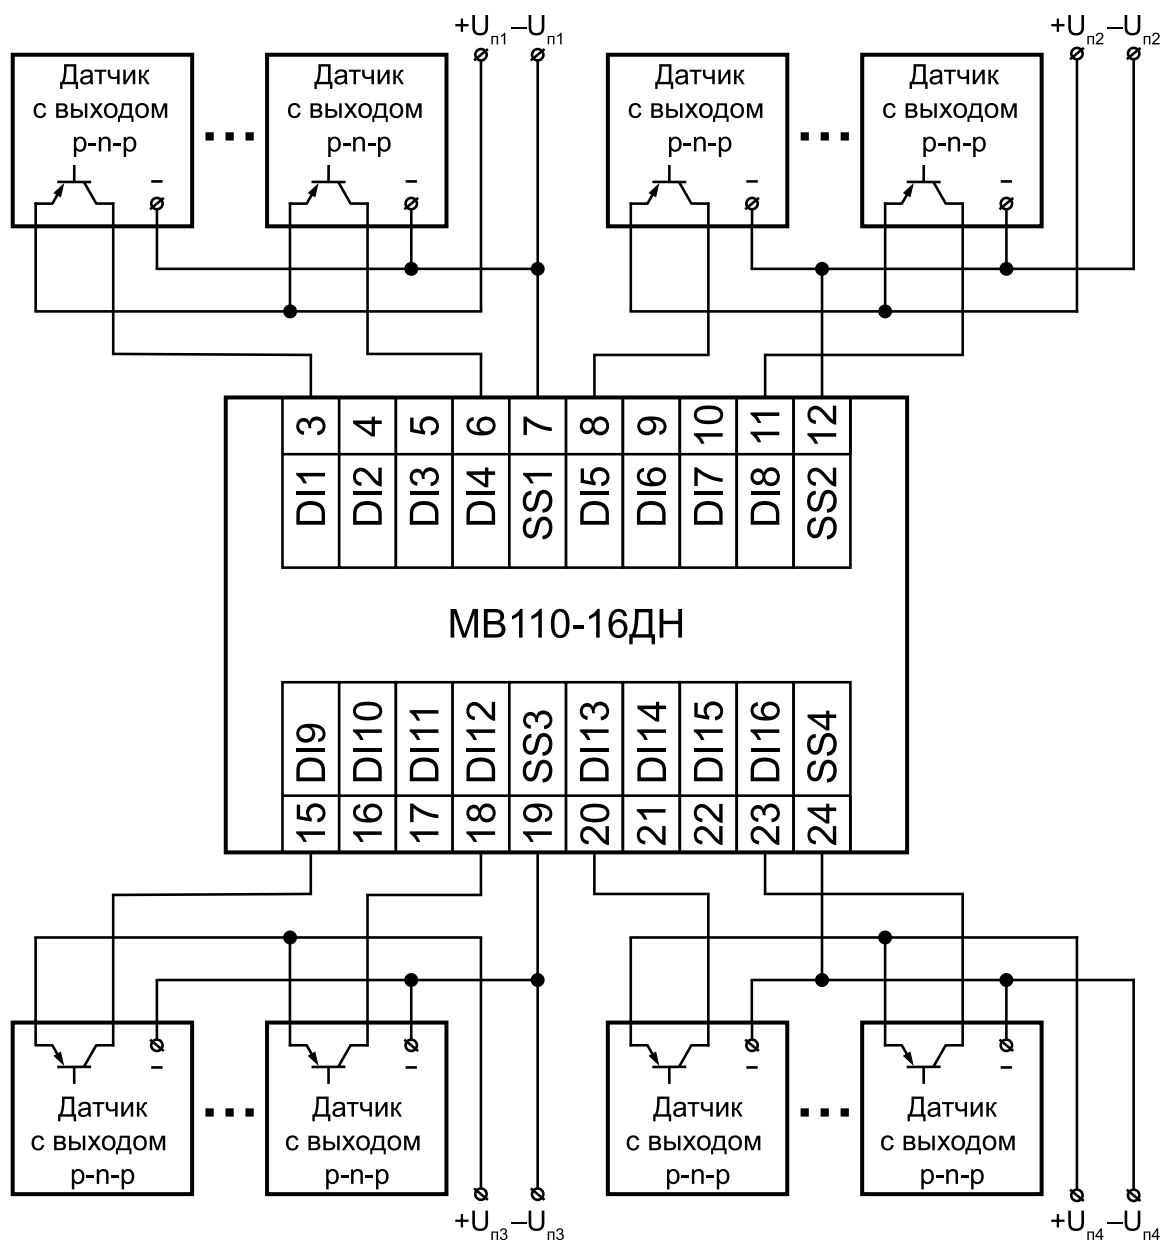 +Uп1 –Uп1
+Uп2 –Uп2
Датчик
с выходом
p-n-p
–
Датчик
с выходом
p-n-p
–
Датчик
с выходом
p-n-p
–
Датчик
с выходом
p-n-p
–
3 4 5 6 7 8 9 10 11 12
DI1 DI2 DI3 DI4 SS1 DI5 DI6 DI7 DI8 SS2
МВ110-16ДН
DI9 DI10 DI11 DI12 SS3 DI13 DI14 DI15 DI16 SS4
15 16 17 18 19 20 21 22 23 24
–
Датчик
с выходом
p-n-p
–
Датчик
с выходом
p-n-p
–
Датчик
с выходом
p-n-p
–
Датчик
с выходом
p-n-p
+Uп3 –Uп3
+Uп4 –Uп4